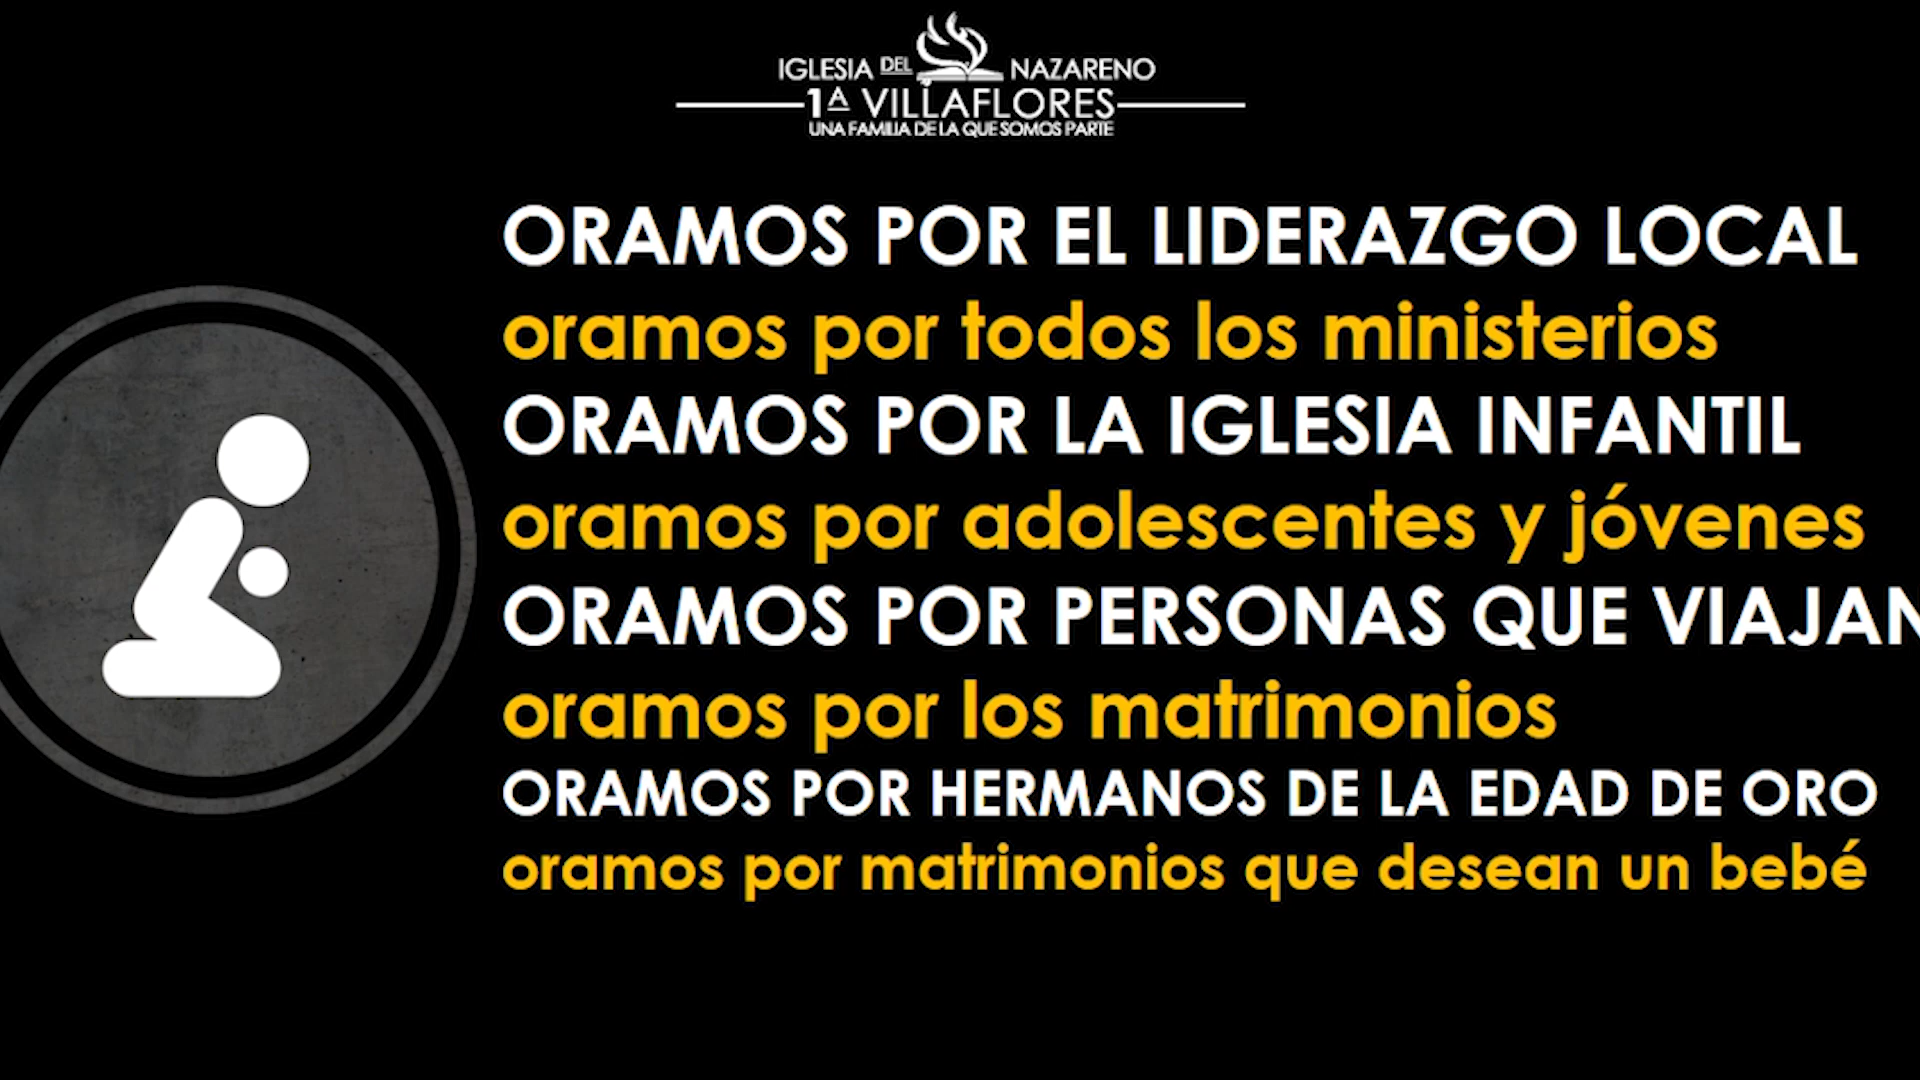 IGLESIA DEL NAZARENO
1A VILLAFLORES
UNA FAMILIA DE LA QUE SOMOS PARTE
ORAMOS POR EL LIDERAZGO LOCAL
oramos por todos los ministerios
ORAMOS POR LA IGLESIA INFANTIL
oramos por adolescentes y jóvenes
ORAMOS POR PERSONAS QUE VIAJAN
oramos por los matrimonios
ORAMOS POR HERMANOS DE LA EDAD DE ORO
oramos por matrimonios que desean un bebé